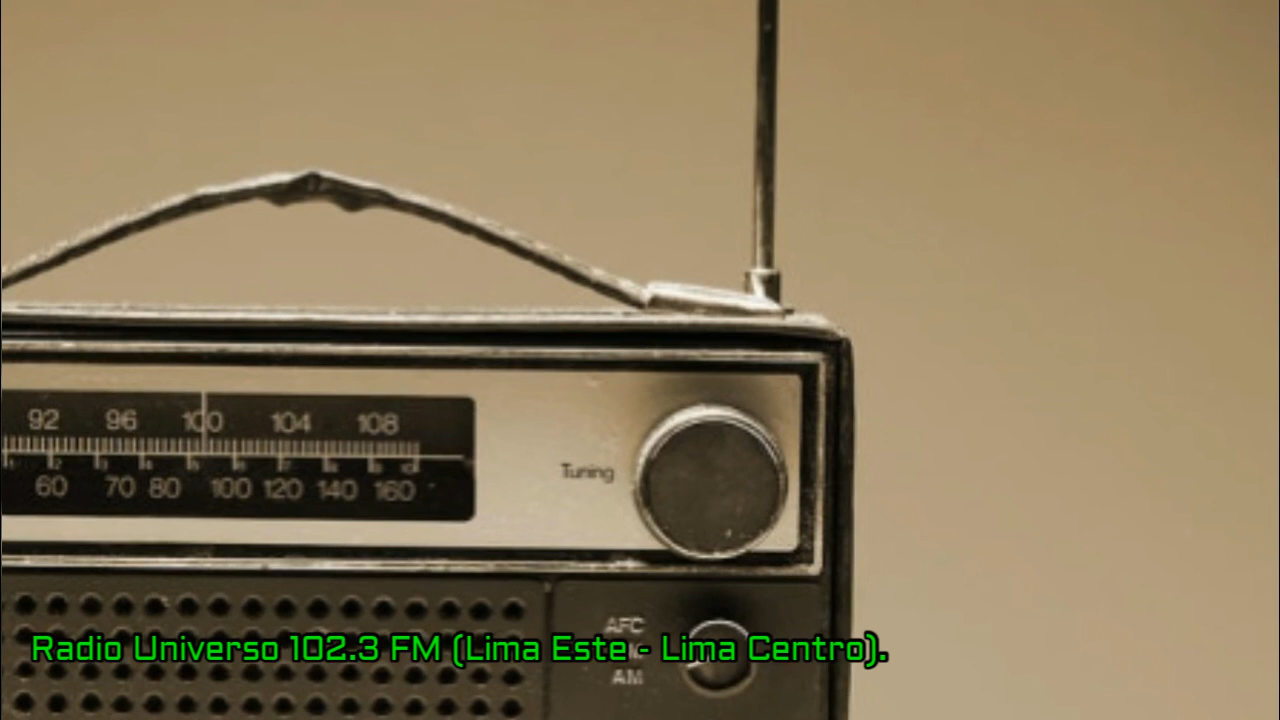 92 96 100 104 108
60 70 80 100 120 140 160
Tuning
AFC
AM
Radio Universo 102.3 FM (Lima Este - Lima Centro).